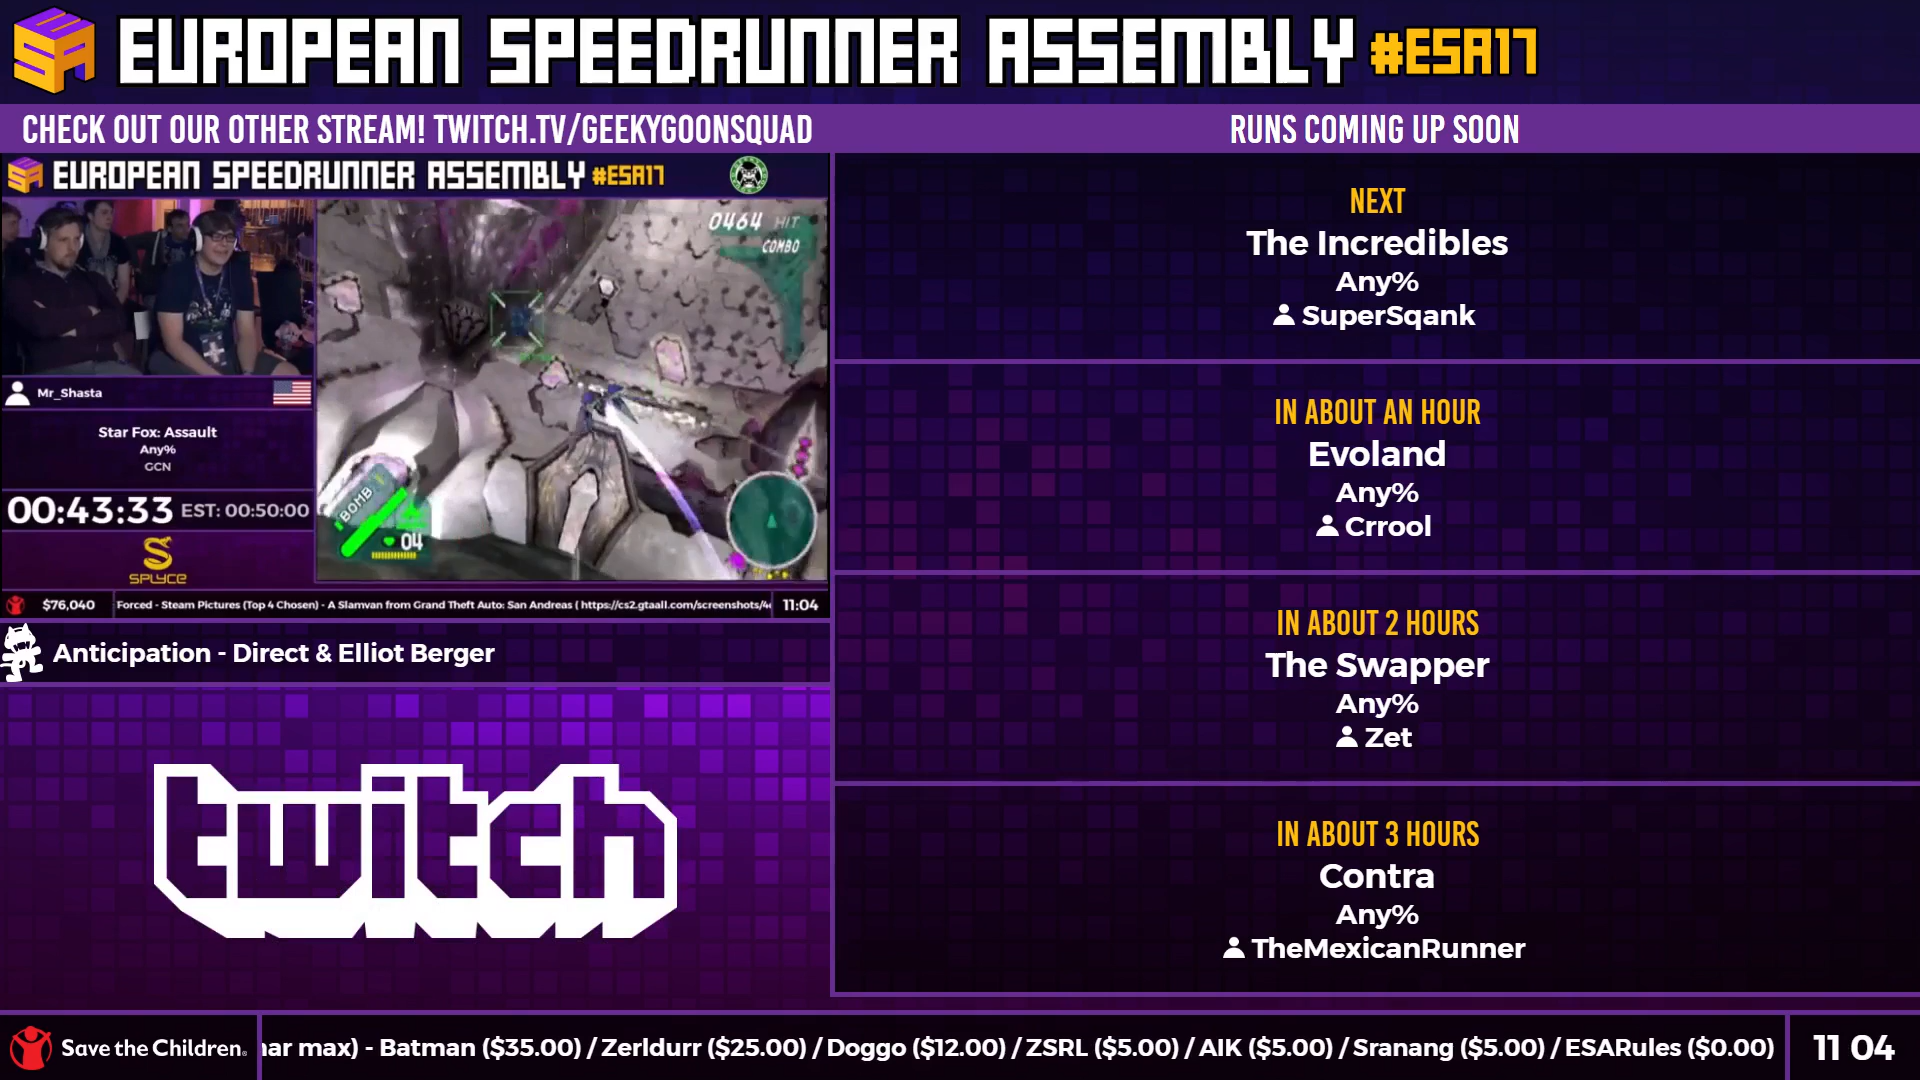 EUROPEAN SPEEDRUNNER ASSEMBLY #ESA17
CHECK OUT OUR OTHER STREAM! TWITCH.TV/GEEKYGOONSQUAD
EUROPEAN SPEEDRUNNER ASSEMBLY #ESA17
0464 HIT
COMBO
BOMB
04
Mr_Shasta
Star Fox: Assault
Any%
GCN
00:43:33 EST: 00:50:00
SPLYCE
$76,040 Forced - Steam Pictures (Top 4 Chosen) - A Slamvan from Grand Theft Auto: San Andreas ( https://cs2.gtaall.com/screenshots/4 11:04
Anticipation - Direct & Elliot Berger
twitch
RUNS COMING UP SOON
NEXT
The Incredibles
Any%
SuperSqank
IN ABOUT AN HOUR
Evoland
Any%
Crrool
IN ABOUT 2 HOURS
The Swapper
Any%
Zet
IN ABOUT 3 HOURS
Contra
Any%
TheMexicanRunner
Save the Children. ar max) - Batman ($35.00) / Zerldurr ($25.00) / Doggo ($12.00) / ZSRL ($5.00) / AIK ($5.00) / Sranang ($5.00) / ESARules ($0.00) 11 04